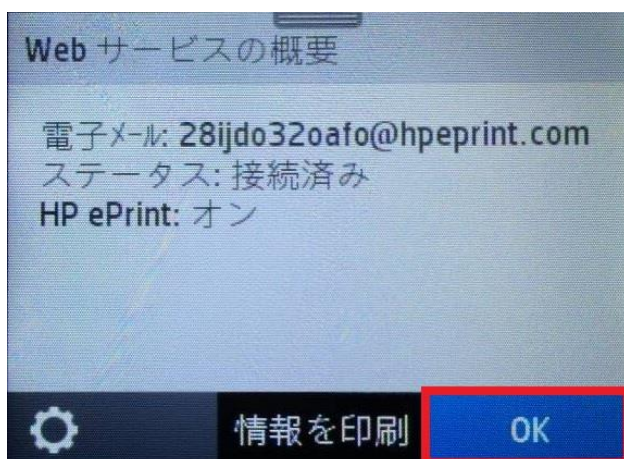 Web サービスの概要
電子メール: 28ijdo32oafo@hpeprint.com
ステータス: 接続済み
HP ePrint: オン
情報を印刷
OK